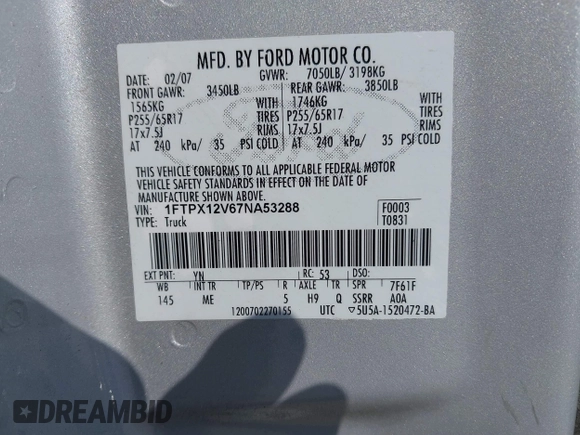 MFD. BY FORD MOTOR CO.
DATE: 02/07 GVWR: 7050LB/ 3198KG
FRONT GAWR: 3450LB REAR GAWR: 3850LB
1565KG WITH 1746KG WITH
P255/65R17 TIRES P255/65R17 TIRES
17x7.5J RIMS 17x7.5J RIMS
AT 240 kPa/ 35 PSI COLD AT 240 kPa/ 35 PSI COLD
Ford
THIS VEHICLE CONFORMS TO ALL APPLICABLE FEDERAL MOTOR
VEHICLE SAFETY STANDARDS IN EFFECT ON THE DATE OF
MANUFACTURE SHOWN ABOVE.
VIN: 1FTPX12V67NA53288 F0003
TYPE: Truck T0831
EXT PNT: YN RC: 53 DSO:
WB INT TR TP/PS R AXLE TR SPR 7F61F
145 ME 5 H9 Q SSRR A0A
1200702270155 UTC ▽5U5A-1520472-BA
DREAMBID